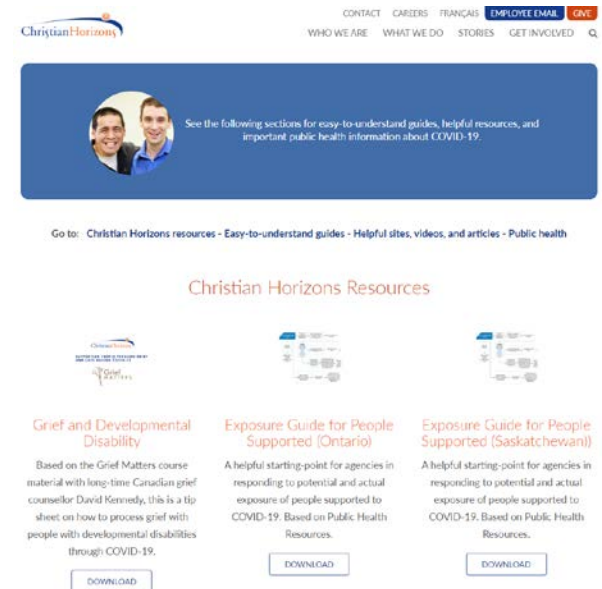 CONTACT CAREERS FRANÇAIS EMPLOYEE EMAIL GIVE
ChristianHorizons
WHO WE ARE WHAT WE DO STORIES GET INVOLVED
See the following sections for easy-to-understand guides, helpful resources, and
important public health information about COVID-19.
Go to: Christian Horizons resources - Easy-to-understand guides - Helpful sites, videos, and articles - Public health
Christian Horizons Resources
Grief
MATTERS
Grief and Developmental
Disability
Based on the Grief Matters course
material with long-time Canadian grief
counsellor David Kennedy, this is a tip
sheet on how to process grief with
people with developmental disabilities
through COVID-19.
DOWNLOAD
Exposure Guide for People
Supported (Ontario)
A helpful starting-point for agencies in
responding to potential and actual
exposure of people supported to
COVID-19. Based on Public Health
Resources.
DOWNLOAD
Exposure Guide for People
Supported (Saskatchewan))
A helpful starting-point for agencies in
responding to potential and actual
exposure of people supported to
COVID-19. Based on Public Health
Resources.
DOWNLOAD